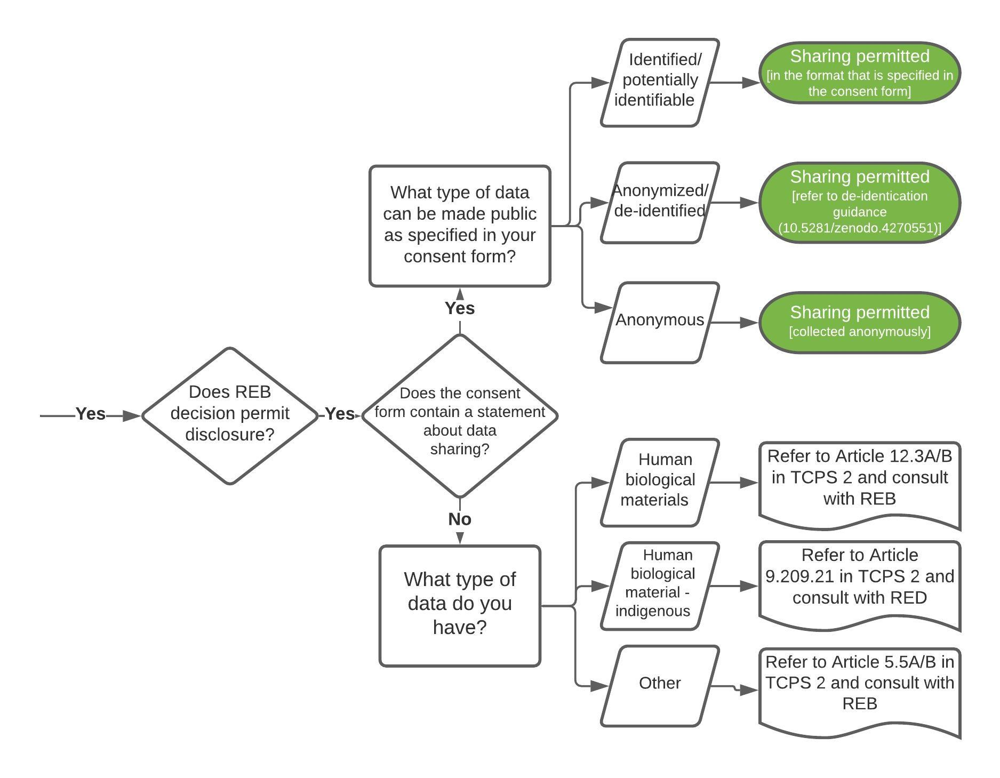 Yes
Does REB
decision permit
disclosure?
Yes
Does the consent
form contain a statement
about data
sharing?
Yes
What type of data
can be made public
as specified in your
consent form?
Identified/
potentially
identifiable
Sharing permitted
[in the format that is specified in
the consent form]
Anonymized/
de-identified
Sharing permitted
[refer to de-identication
guidance
(10.5281/zenodo.4270551)]
Anonymous
Sharing permitted
[collected anonymously]
No
What type of
data do you
have?
Human
biological
materials
Refer to Article 12.3A/B
in TCPS 2 and consult
with REB
Human
biological
material -
indigenous
Refer to Article
9.209.21 in TCPS 2 and
consult with RED
Other
Refer to Article 5.5A/B in
TCPS 2 and consult with
REB